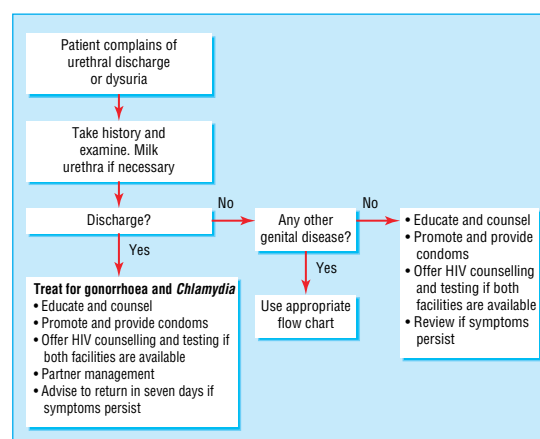 Patient complains of
urethral discharge
or dysuria
Take history and
examine. Milk
urethra if necessary
Discharge?
No
Any other
genital disease?
No
• Educate and counsel
• Promote and provide
condoms
• Offer HIV counselling
and testing if both
facilities are available
• Review if symptoms
persist
Yes
Yes
Treat for gonorrhoea and Chlamydia
• Educate and counsel
• Promote and provide condoms
• Offer HIV counselling and testing if
both facilities are available
• Partner management
• Advise to return in seven days if
symptoms persist
Use appropriate
flow chart